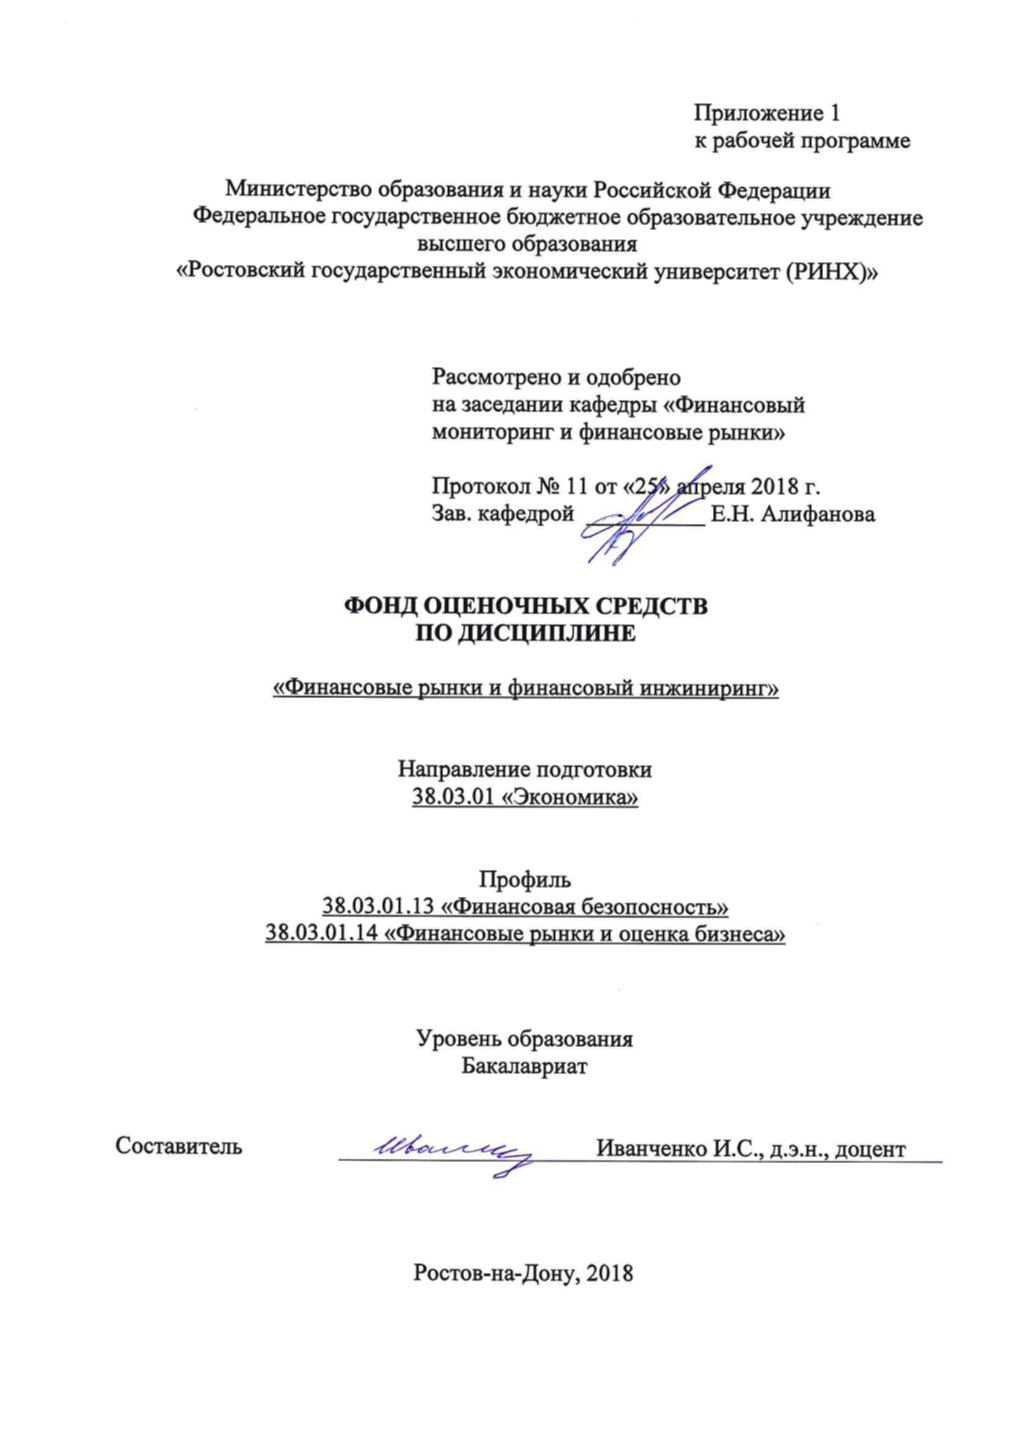 Приложение 1
к рабочей программе
Министерство образования и науки Российской Федерации
Федеральное государственное бюджетное образовательное учреждение
высшего образования
«Ростовский государственный экономический университет (РИНХ)»
Рассмотрено и одобрено
на заседании кафедры «Финансовый
мониторинг и финансовые рынки»
Протокол № 11 от «25» апреля 2018 г.
Зав. кафедрой Е.Н. Алифанова
ФОНД ОЦЕНОЧНЫХ СРЕДСТВ
ПО ДИСЦИПЛИНЕ
«Финансовые рынки и финансовый инжиниринг»
Направление подготовки
38.03.01 «Экономика»
Профиль
38.03.01.13 «Финансовая безопосность»
38.03.01.14 «Финансовые рынки и оценка бизнеса»
Уровень образования
Бакалавриат
Составитель Иванченко И.С., д.э.н., доцент
Ростов-на-Дону, 2018